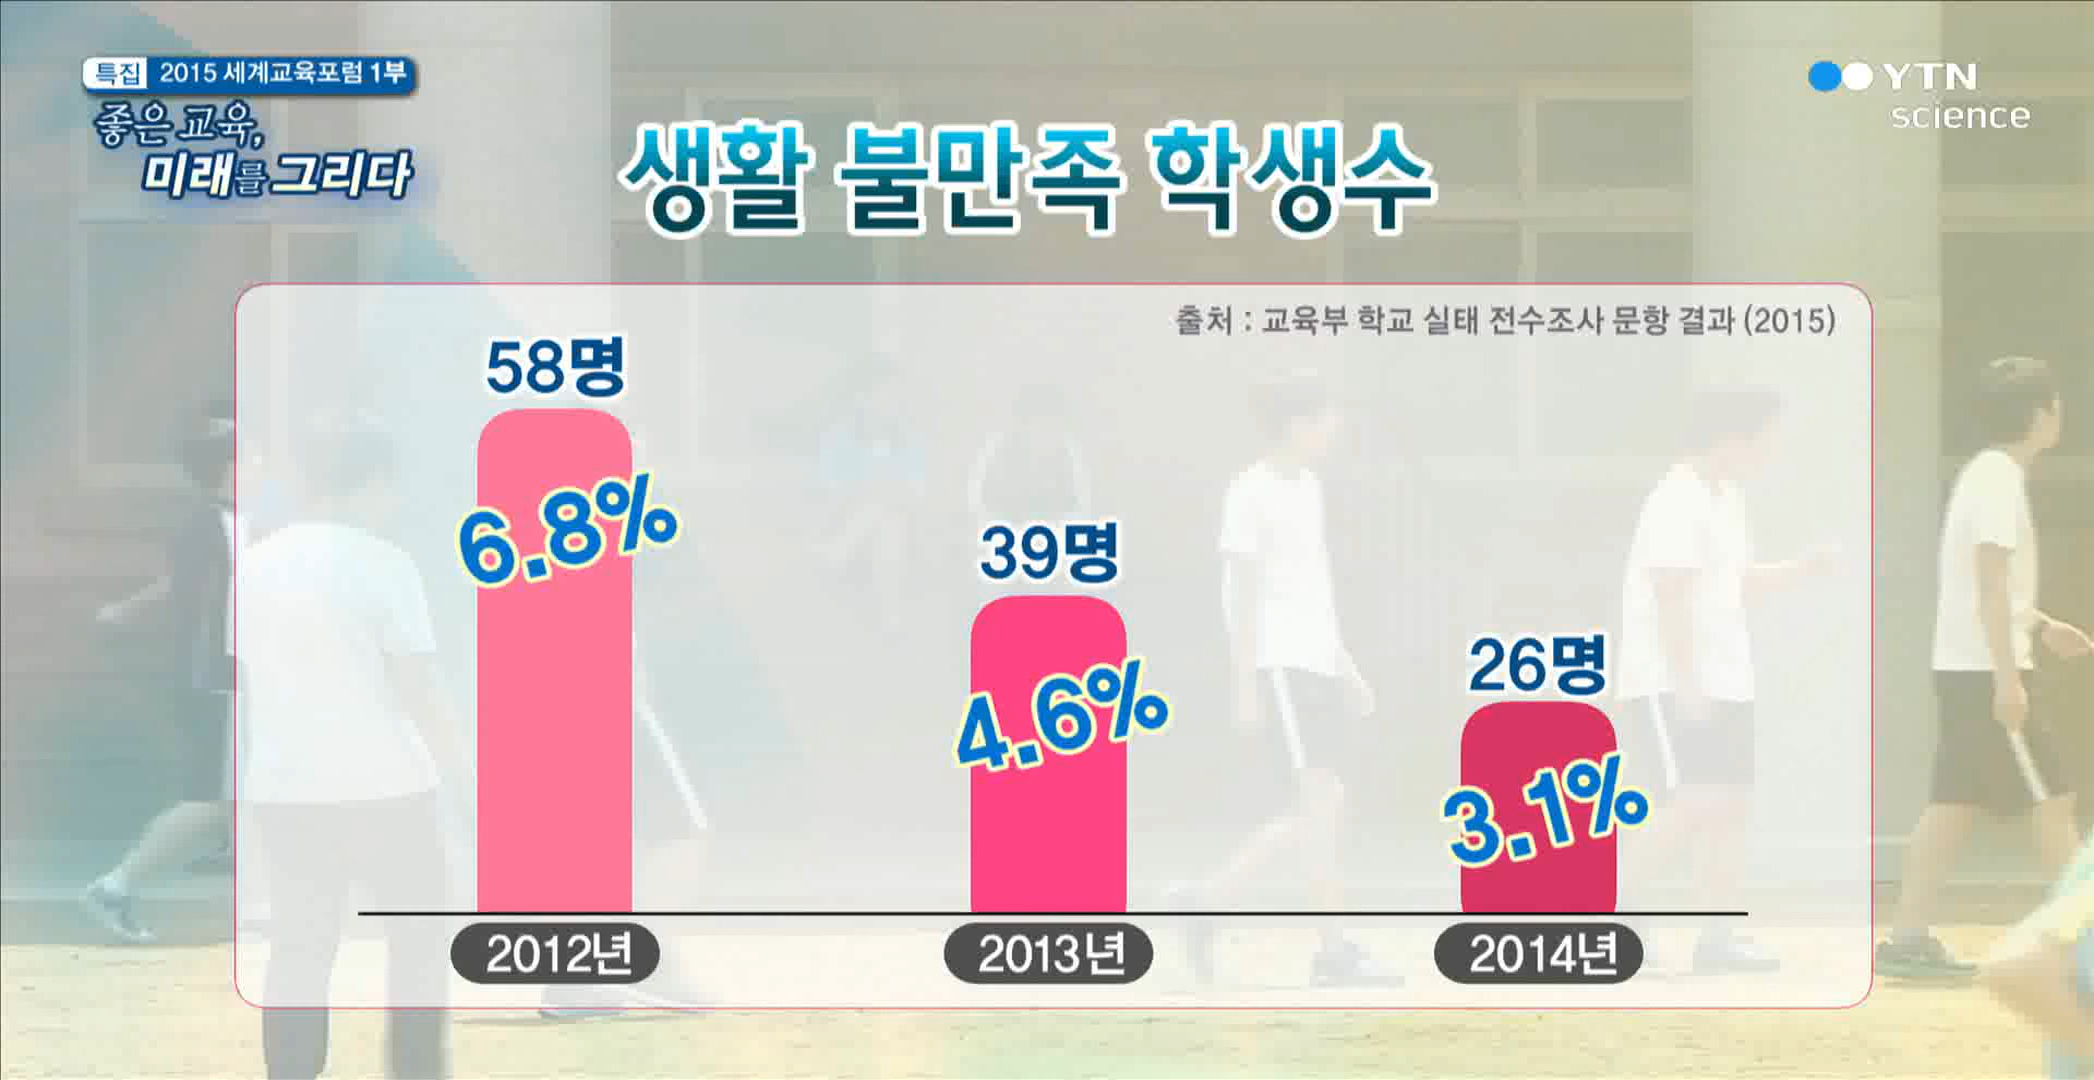 특집 2015 세계교육포럼 1부
좋은 교육,
미래를 그리다
YTN
science
생활 불만족 학생수
출처 : 교육부 학교 실태 전수조사 문항 결과 (2015)
58명
6.8%
39명
4.6%
26명
3.1%
2012년
2013년
2014년